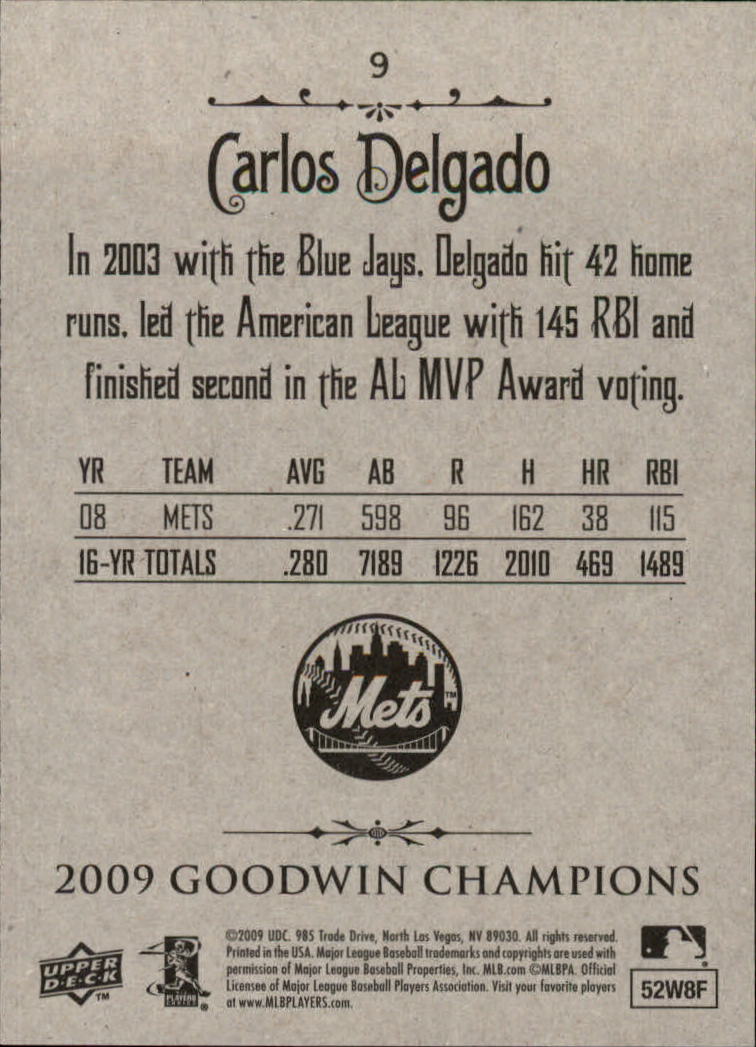 9
Carlos Delgado
In 2003 with the Blue Jays, Delgado hit 42 home
runs, led the American League with 145 RBI and
finished second in the AL MVP Award voting.
YR TEAM AVG AB R H HR RBI
08 METS .271 598 96 162 38 115
16-YR TOTALS .280 7189 1226 2010 469 1489
Mets TM
2009 GOODWIN CHAMPIONS
UPPER
D·E·C·K
TM
PLAYERS
CHOICE ®
©2009 UDC. 985 Trade Drive, North Las Vegas, NV 89030. All rights reserved.
Printed in the USA. Major League Baseball trademarks and copyrights are used with
permission of Major League Baseball Properties, Inc. MLB.com ©MLBPA. Official
Licensee of Major League Baseball Players Association. Visit your favorite players
at www.MLBPLAYERS.com.
®
52W8F